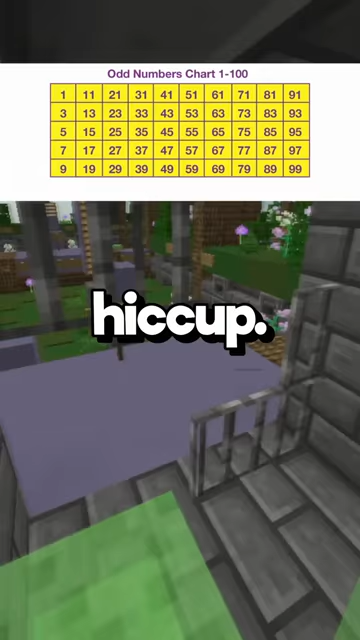 Odd Numbers Chart 1-100
1 11 21 31 41 51 61 71 81 91
3 13 23 33 43 53 63 73 83 93
5 15 25 35 45 55 65 75 85 95
7 17 27 37 47 57 67 77 87 97
9 19 29 39 49 59 69 79 89 99
hiccup.